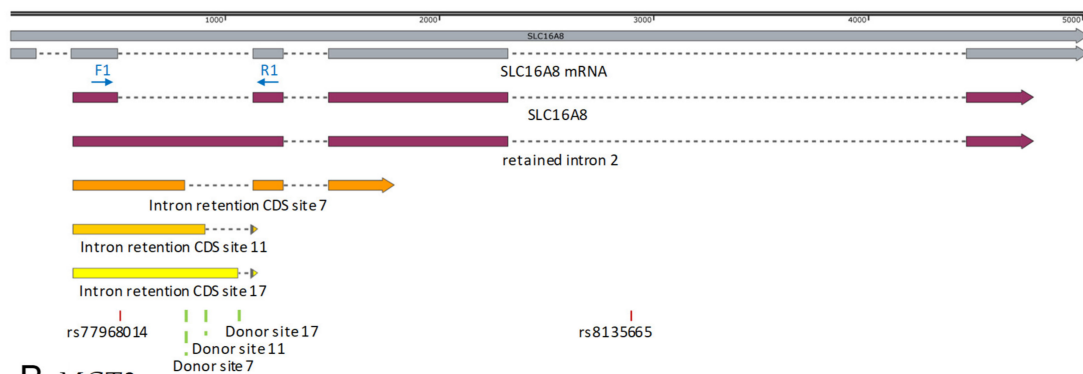 1000 2000 3000 4000 5000
SLC16A8
SLC16A8 mRNA
F1 R1
SLC16A8
retained intron 2
Intron retention CDS site 7
Intron retention CDS site 11
Intron retention CDS site 17
rs77968014 Donor site 17 rs8135665
Donor site 11
Donor site 7